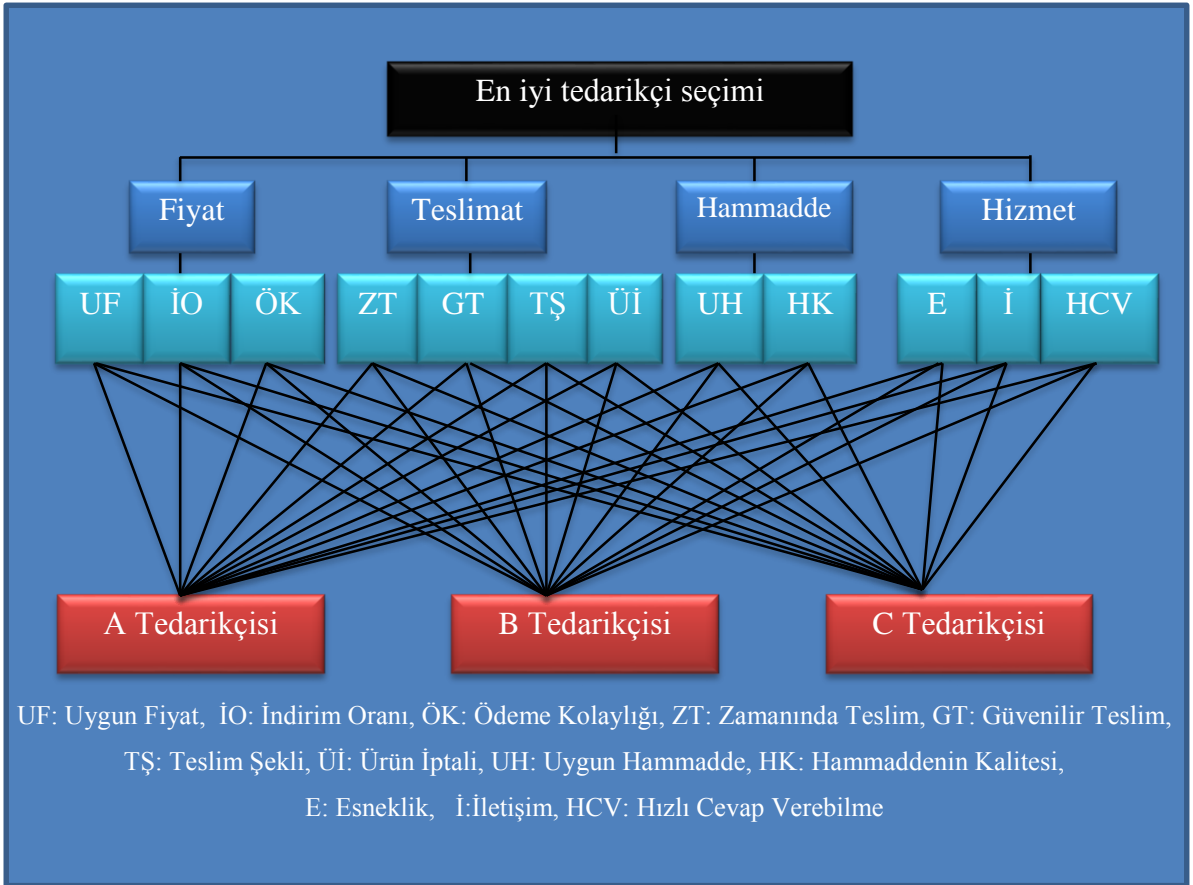 En iyi tedarikçi seçimi
Fiyat Teslimat Hammadde Hizmet
UF İO ÖK ZT GT TŞ Üİ UH HK E İ HCV
A Tedarikçisi B Tedarikçisi C Tedarikçisi
UF: Uygun Fiyat, İO: İndirim Oranı, ÖK: Ödeme Kolaylığı, ZT: Zamanında Teslim, GT: Güvenilir Teslim,
TŞ: Teslim Şekli, Üİ: Ürün İptali, UH: Uygun Hammadde, HK: Hammaddenin Kalitesi,
E: Esneklik, İ:İletişim, HCV: Hızlı Cevap Verebilme